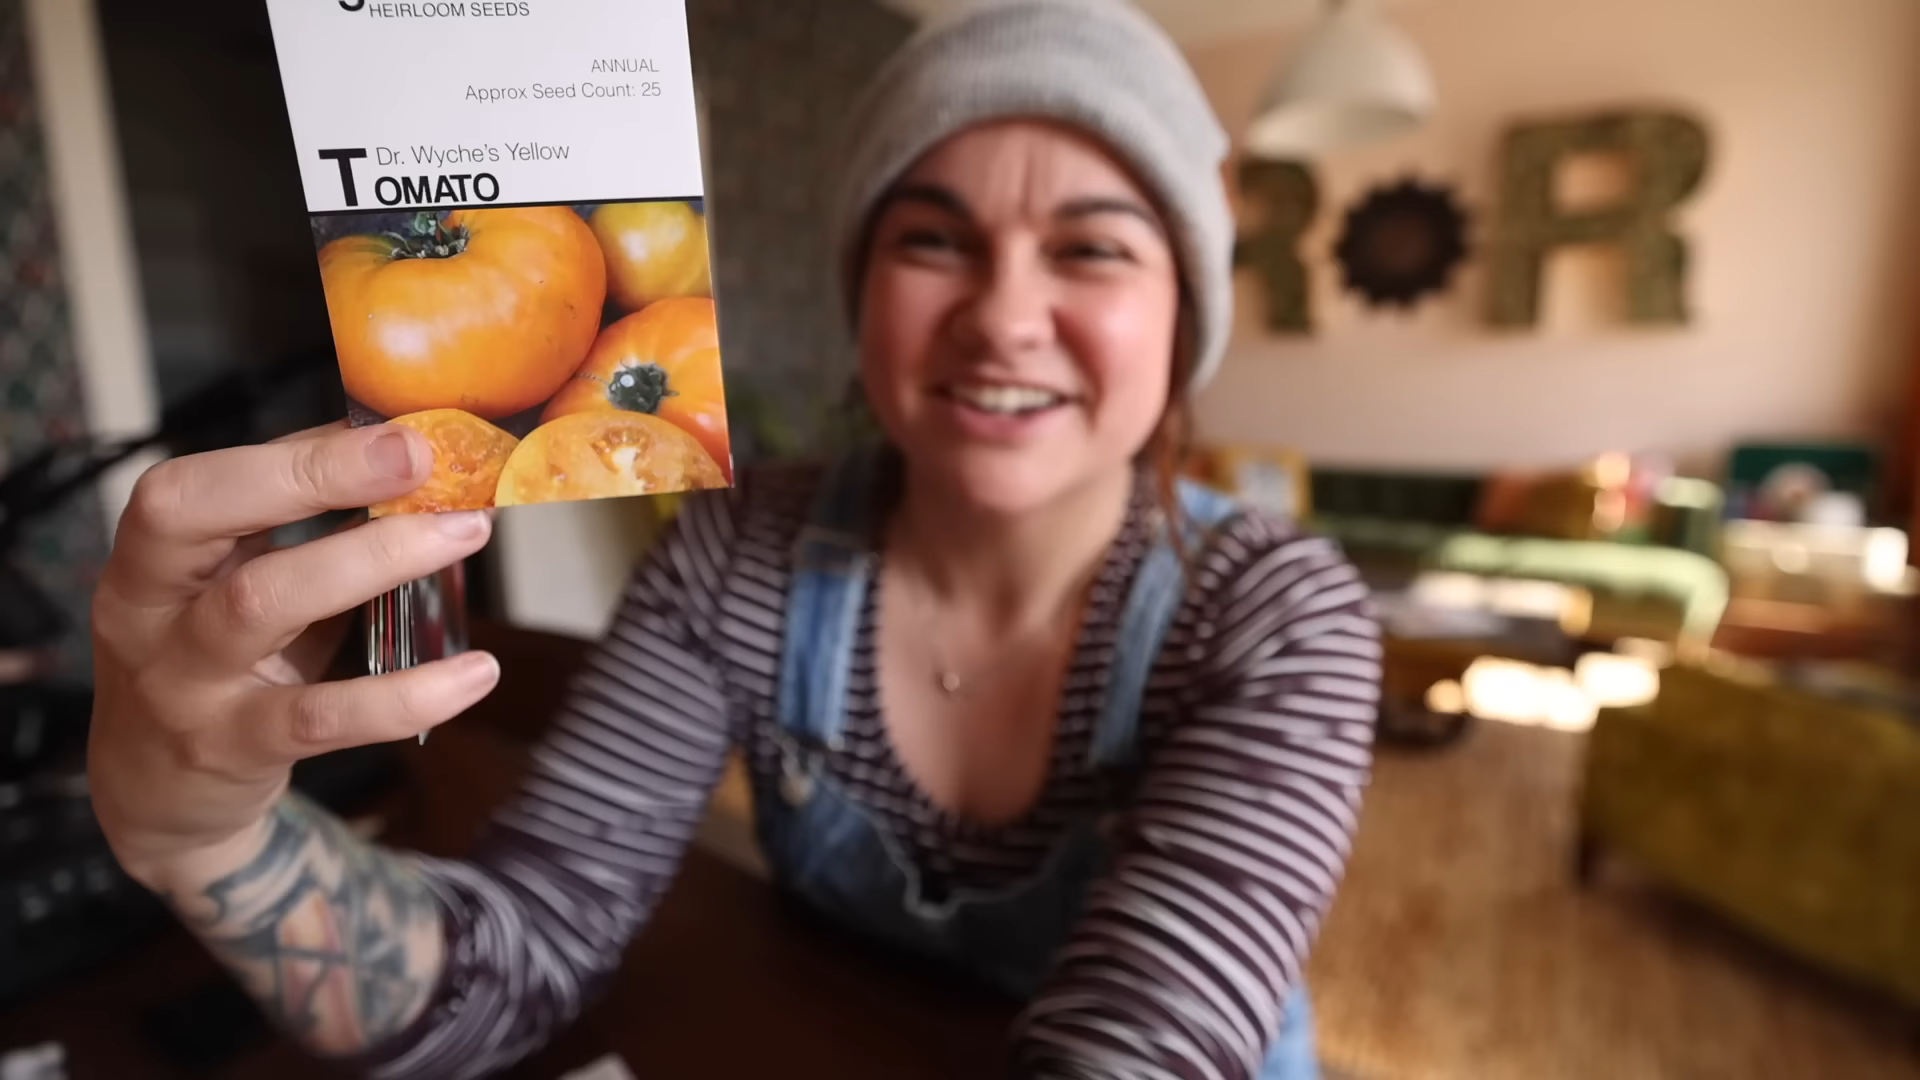 HEIRLOOM SEEDS
ANNUAL
Approx Seed Count: 25
Dr. Wyche's Yellow
TOMATO
R R